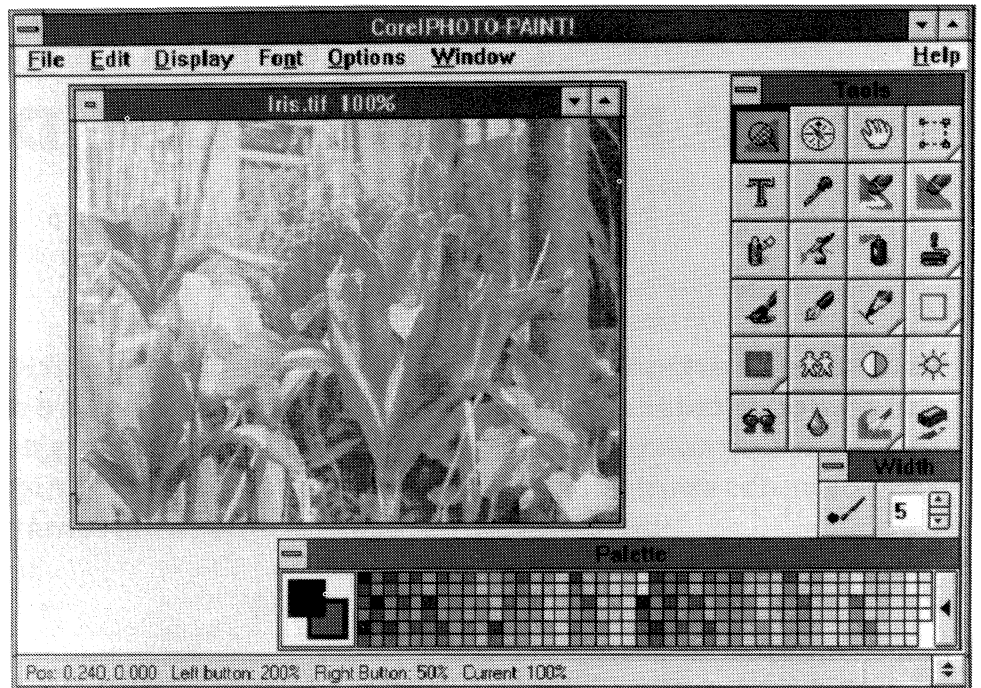 CorelPHOTO-PAINT!
File Edit Display Font Options Window Help
Iris.tif 100%
Tools
T
Width
5
Palette
Pos: 0.240, 0.000 Left button: 200% Right Button: 50% Current: 100%